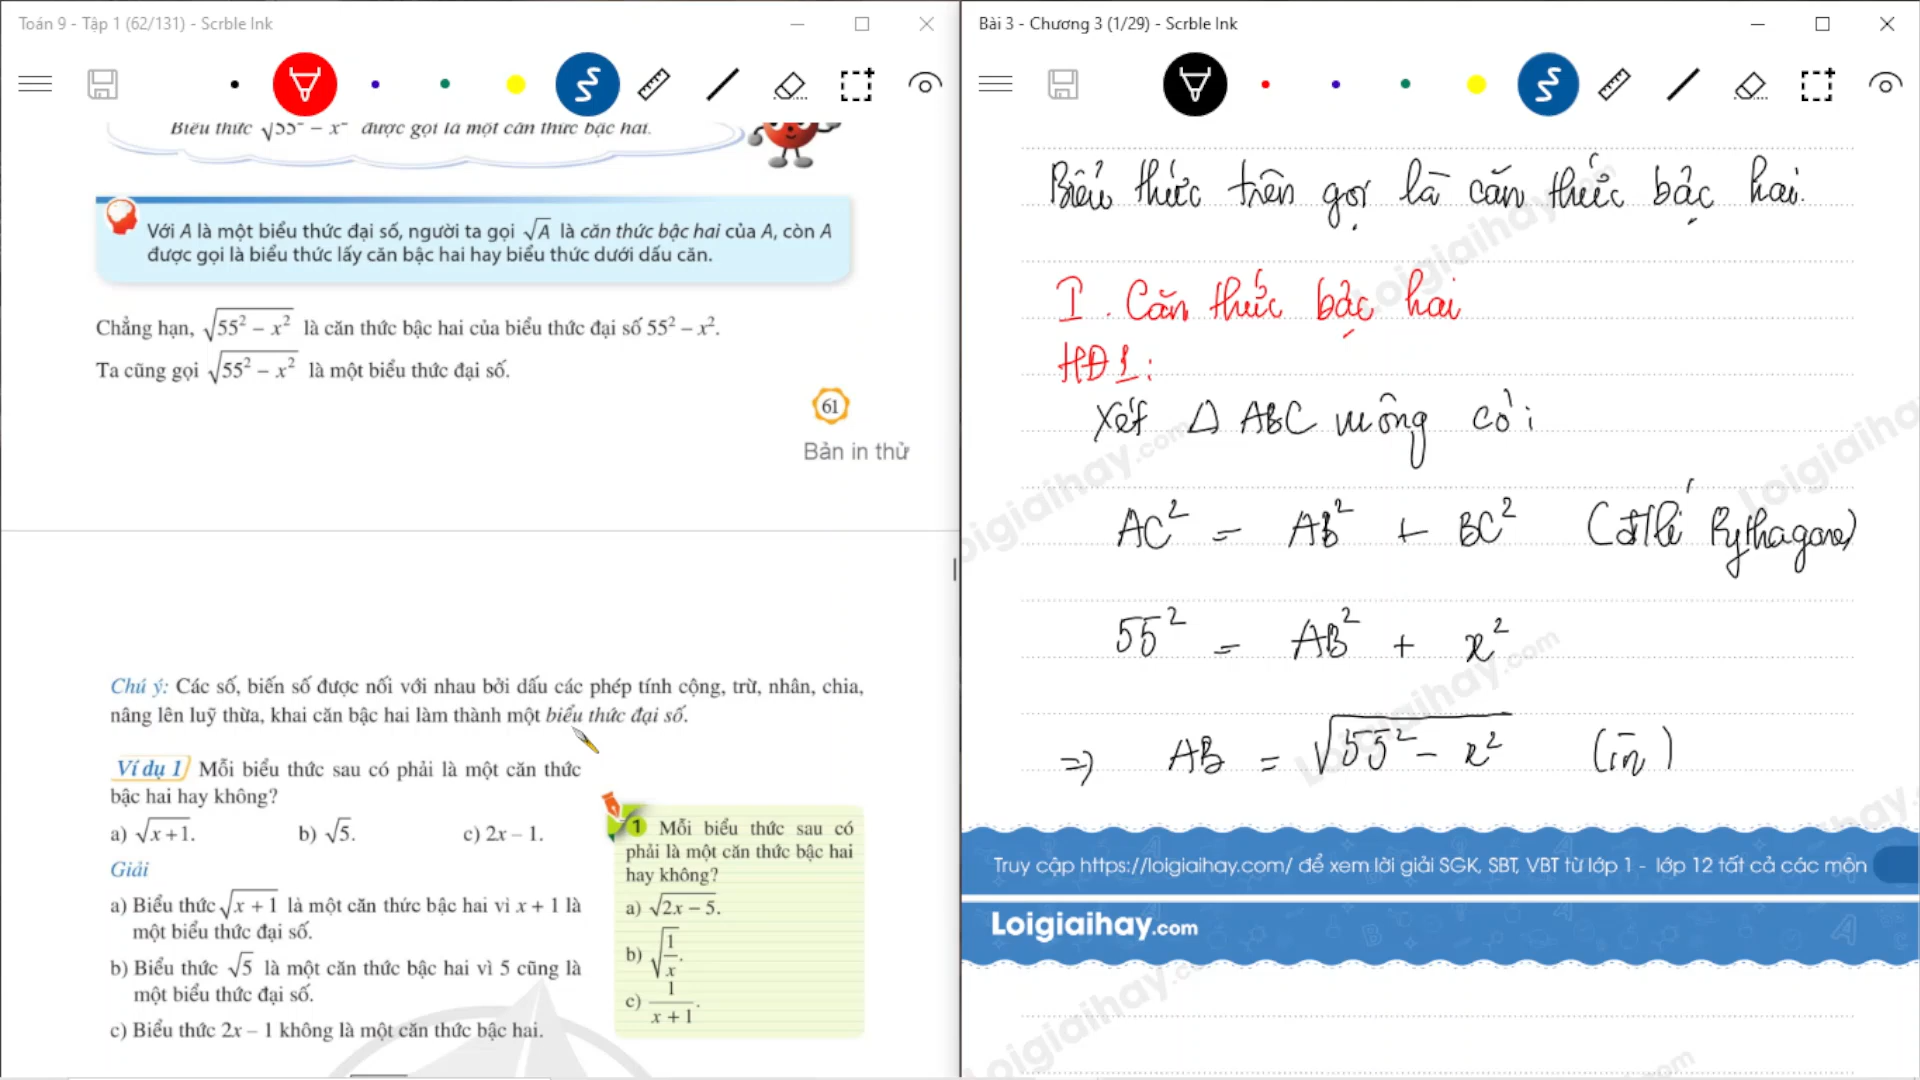 Toán 9 - Tập 1 (62/131) - Scrble Ink
Biểu thức √55² – x² được gọi là một căn thức bậc hai.
Với A là một biểu thức đại số, người ta gọi √A là căn thức bậc hai của A, còn A
được gọi là biểu thức lấy căn bậc hai hay biểu thức dưới dấu căn.
Chẳng hạn, √55² – x² là căn thức bậc hai của biểu thức đại số 55² – x².
Ta cũng gọi √55² – x² là một biểu thức đại số.
61
Bản in thử
Chú ý: Các số, biến số được nối với nhau bởi dấu các phép tính cộng, trừ, nhân, chia,
nâng lên luỹ thừa, khai căn bậc hai làm thành một biểu thức đại số.
Ví dụ 1 Mỗi biểu thức sau có phải là một căn thức
bậc hai hay không?
a) √x + 1.
b) √5.
c) 2x – 1.
Giải
a) Biểu thức √x + 1 là một căn thức bậc hai vì x + 1 là
một biểu thức đại số.
b) Biểu thức √5 là một căn thức bậc hai vì 5 cũng là
một biểu thức đại số.
c) Biểu thức 2x – 1 không là một căn thức bậc hai.
1 Mỗi biểu thức sau có
phải là một căn thức bậc hai
hay không?
a) √2x – 5.
b) √1/x.
c) 1/(x + 1).
Bài 3 - Chương 3 (1/29) - Scrble Ink
Biểu thức trên gọi là căn thức bậc hai.
I. Căn thức bậc hai
HĐ1:
Xét Δ ABC vuông có:
AC² = AB² + BC² (đ/lí Pythagore)
55² = AB² + x²
=> AB = √55² – x² (in)
Truy cập https://loigiaihay.com/ để xem lời giải SGK, SBT, VBT từ lớp 1 - lớp 12 tất cả các môn
Loigiaihay.com